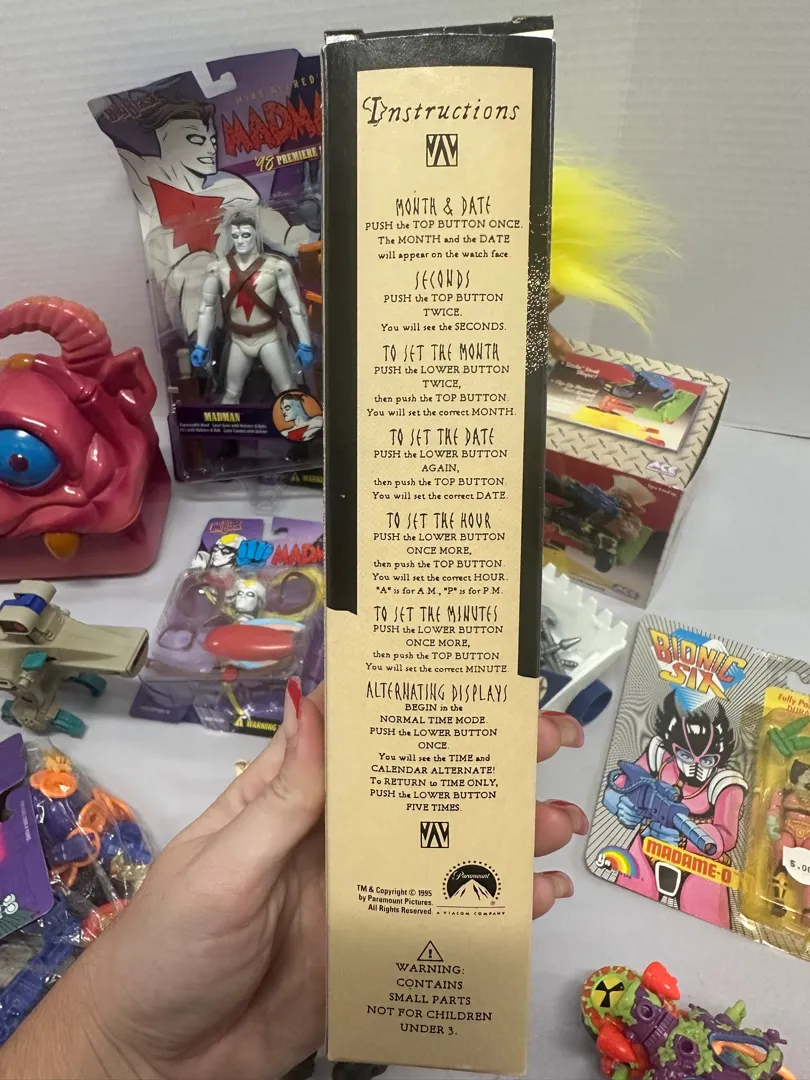 Instructions
MONTH & DATE
PUSH the TOP BUTTON ONCE.
The MONTH and the DATE
will appear on the watch face.
SECONDS
PUSH the TOP BUTTON
TWICE.
You will see the SECONDS.
TO SET THE MONTH
PUSH the LOWER BUTTON
TWICE,
then push the TOP BUTTON.
You will set the correct MONTH.
TO SET THE DATE
PUSH the LOWER BUTTON
AGAIN,
then push the TOP BUTTON.
You will set the correct DATE.
TO SET THE HOUR
PUSH the LOWER BUTTON
ONCE MORE,
then push the TOP BUTTON.
You will set the correct HOUR.
"A" is for A.M., "P" is for P.M.
TO SET THE MINUTES
PUSH the LOWER BUTTON
ONCE MORE,
then push the TOP BUTTON
You will set the correct MINUTE.
ALTERNATING DISPLAYS
BEGIN in the
NORMAL TIME MODE.
PUSH the LOWER BUTTON
ONCE.
You will see the TIME and
CALENDAR ALTERNATE!
To RETURN to TIME ONLY,
PUSH the LOWER BUTTON
FIVE TIMES.
TM & Copyright © 1995
by Paramount Pictures.
All Rights Reserved.
Paramount
A VIACOM COMPANY
WARNING:
CONTAINS
SMALL PARTS
NOT FOR CHILDREN
UNDER 3.
MADMA
'98 PREMIERE
MADMAN
MADM
WARNING
ACE
BIONIC
SIX
MADAME-O
Fully Po
5.00